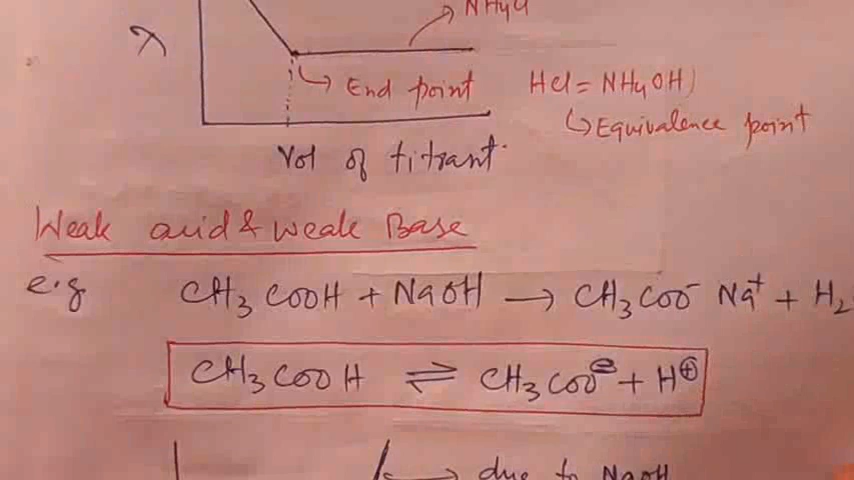 NH4Cl
λ
End point HCl = NH4OH)
Equivalence point
Vol of titrant
Weak acid & weak Base
e.g CH3COOH + NaOH → CH3COO- Na+ + H2
CH3COOH ⇌ CH3COO⊖ + H⊕
due to NaOH